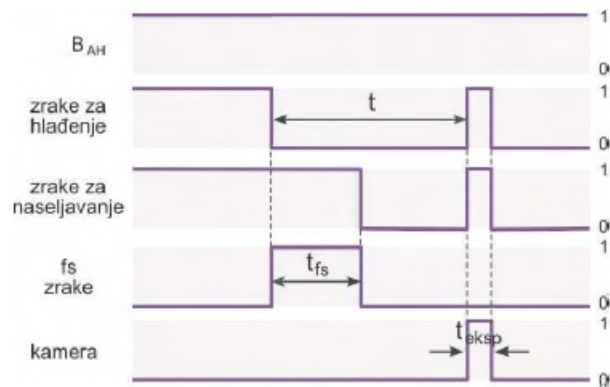 B_AH
1
0
zrake za
hlađenje
t
1
0
zrake za
naseljavanje
1
0
fs
zrake
t_fs
1
0
kamera
t_eksp
1
0